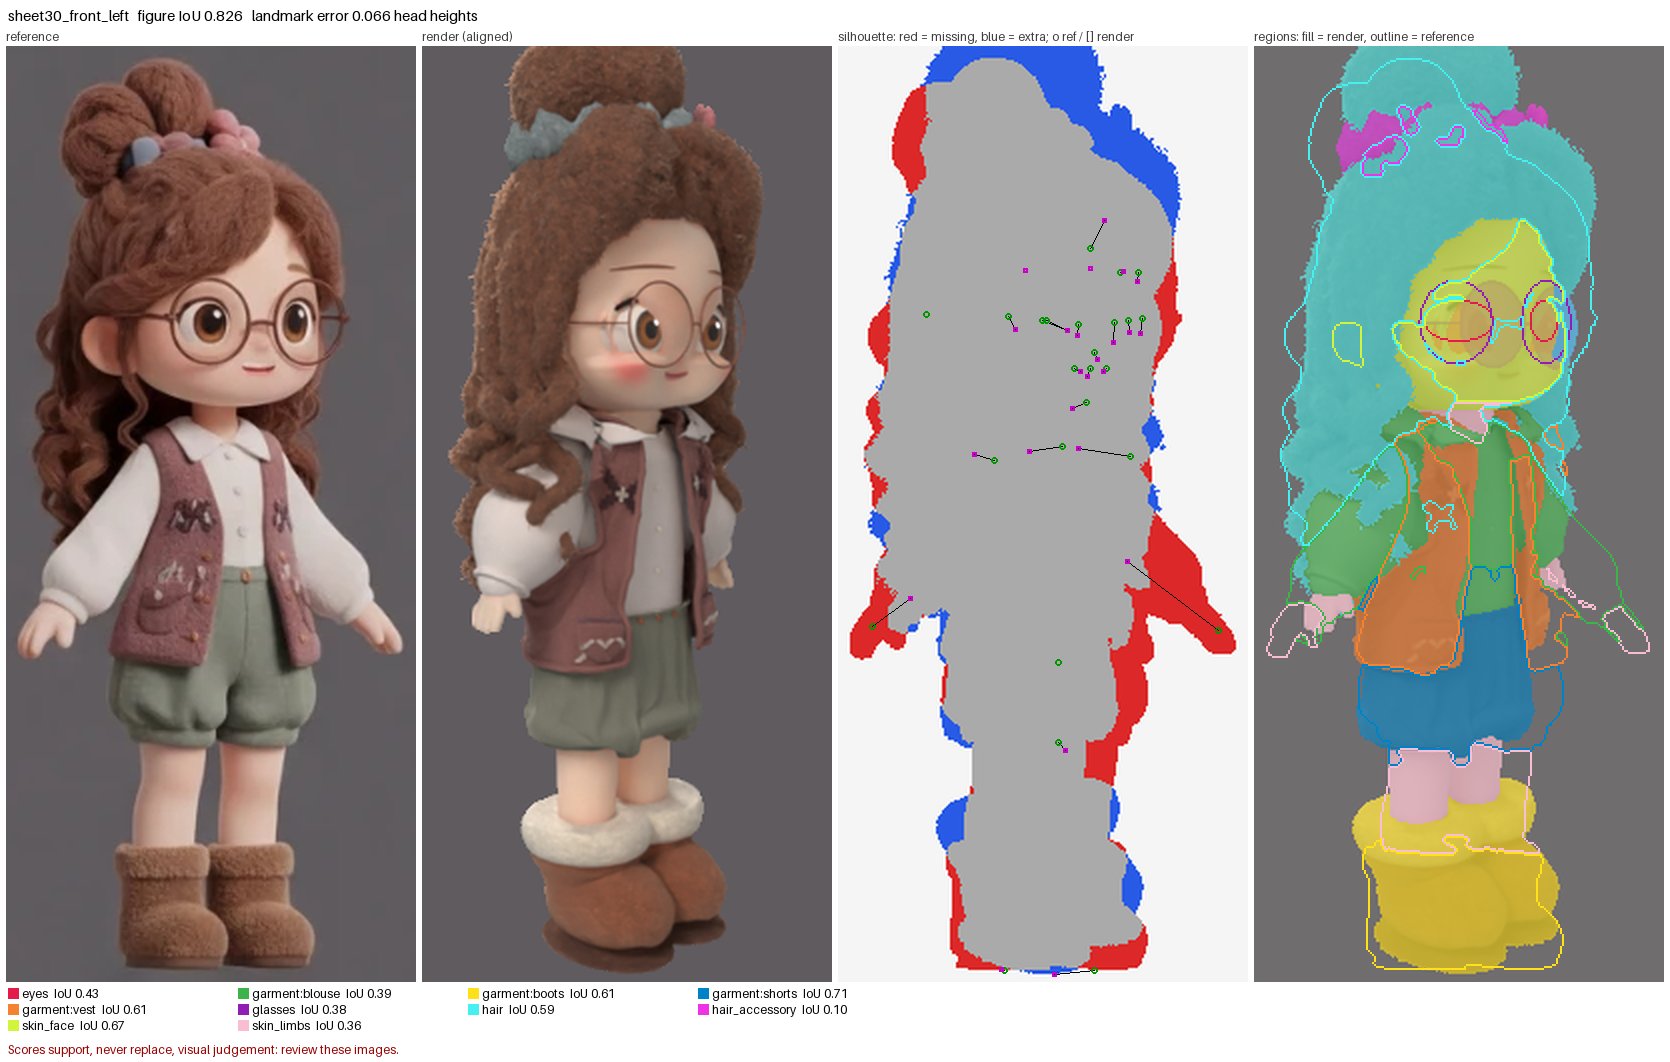 sheet30_front_left figure IoU 0.826 landmark error 0.066 head heights
reference
render (aligned)
silhouette: red = missing, blue = extra; o ref / [] render
regions: fill = render, outline = reference
eyes IoU 0.43
garment:blouse IoU 0.39
garment:boots IoU 0.61
garment:shorts IoU 0.71
garment:vest IoU 0.61
glasses IoU 0.38
hair IoU 0.59
hair_accessory IoU 0.10
skin_face IoU 0.67
skin_limbs IoU 0.36
Scores support, never replace, visual judgement: review these images.